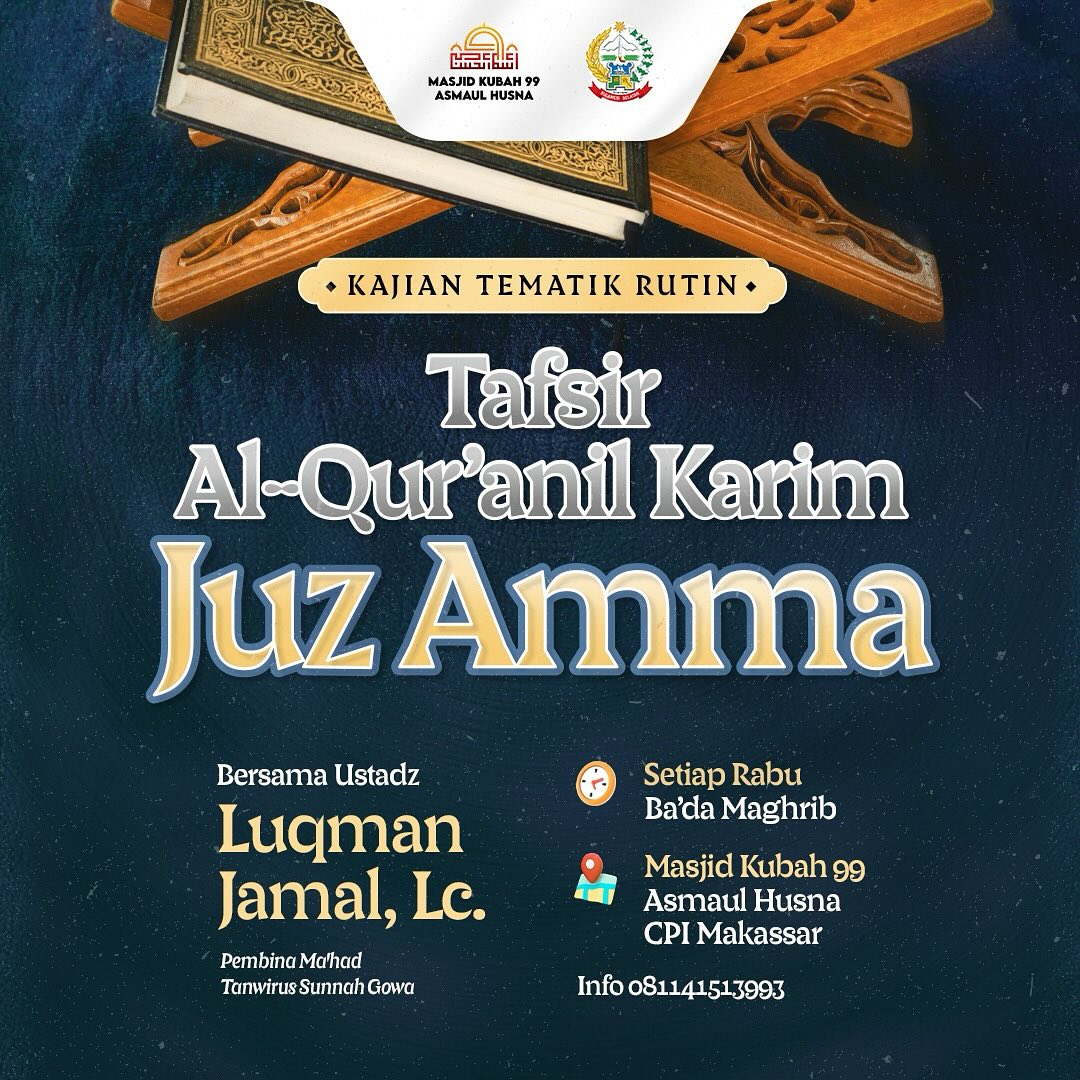 MASJID KUBAH 99
ASMAUL HUSNA
SULAWESI SELATAN
KAJIAN TEMATIK RUTIN
Tafsir
Al-Qur'anil Karim
Juz Amma
Bersama Ustadz
Luqman
Jamal, Lc.
Pembina Ma'had
Tanwirus Sunnah Gowa
Setiap Rabu
Ba'da Maghrib
Masjid Kubah 99
Asmaul Husna
CPI Makassar
Info 081141513993